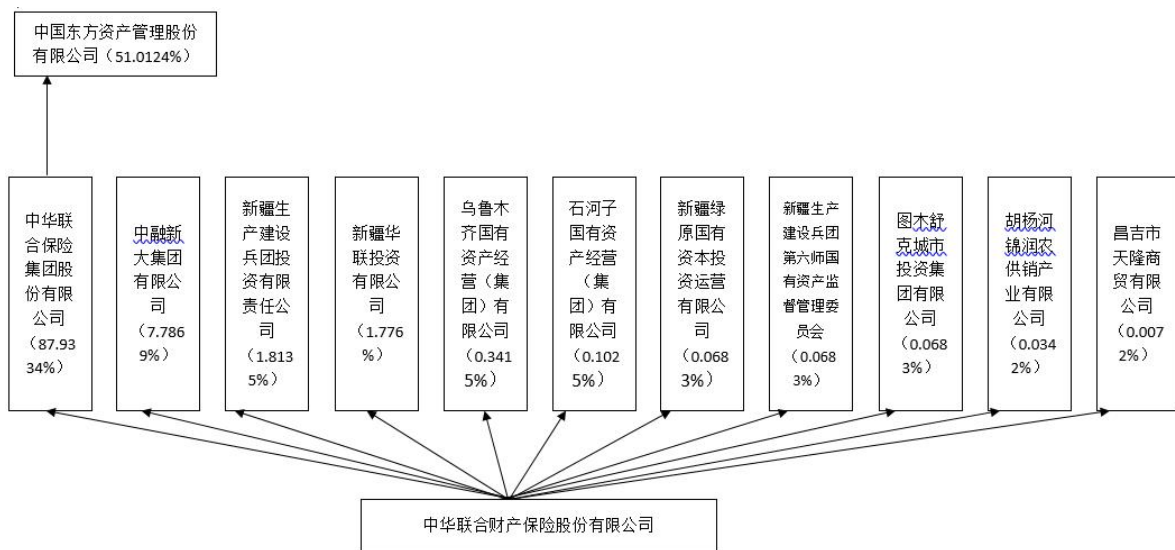 中国东方资产管理股份
有限公司（51.0124%）
中华联
合保险
集团股
份有限
公司
（87.93
34%）
中融新
大集团
有限公
司
（7.786
9%）
新疆生
产建设
兵团投
资有限
责任公
司
（1.813
5%）
新疆华
联投资
有限公
司
（1.776
%）
乌鲁木
齐国有
资产经
营（集
团）有
限公司
（0.341
5%）
石河子
国有资
产经营
（集
团）有
限公司
（0.102
5%）
新疆绿
原国有
资本投
资运营
有限公
司
（0.068
3%）
新疆生产
建设兵团
第六师国
有资产监
督管理委
员会
（0.068
3%）
图木舒
克城市
投资集
团有限
公司
（0.068
3%）
胡杨河
锦润农
供销产
业有限
公司
（0.034
2%）
昌吉市
天隆商
贸有限
公司
（0.007
2%）
中华联合财产保险股份有限公司